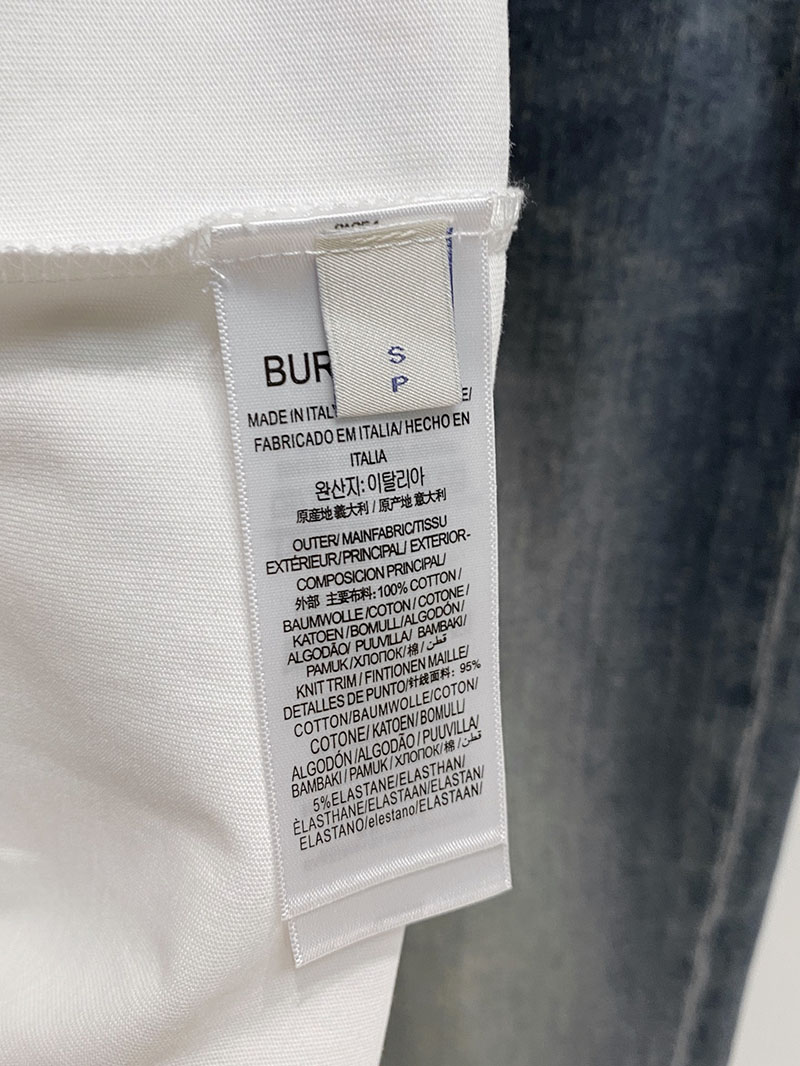 S
P
BUR
MADE IN ITALY
E/
FABRICADO EM ITALIA/ HECHO EN
ITALIA
완산지: 이탈리아
原産地 義大利 / 原产地 意大利
OUTER/ MAINFABRIC/TISSU
EXTÉRIEUR/PRINCIPAL/ EXTERIOR-
COMPOSICION PRINCIPAL/
外部 主要布料: 100% COTTON /
BAUMWOLLE /COTON / COTONE /
KATOEN / BOMULL/ ALGODÓN /
ALGODÃO/ PUUVILLA/ BAMBAKI/
PAMUK / ХЛОПОК/ 棉/ قطن/
KNIT TRIM / FINTIONEN MAILLE/
DETALLES DE PUNTO/针线面料: 95%
COTTON/BAUMWOLLE/COTON/
COTONE/ KATOEN / BOMULL/
ALGODÓN /ALGODÃO / PUUVILLA/
BAMBAKI / PAMUK / ХЛОПОК/ 棉/ قطن/
5%ELASTANE/ELASTHAN/
ÈLASTHANE/ELASTAAN/ELASTAN/
ELASTANO/elestano/ELASTAAN/